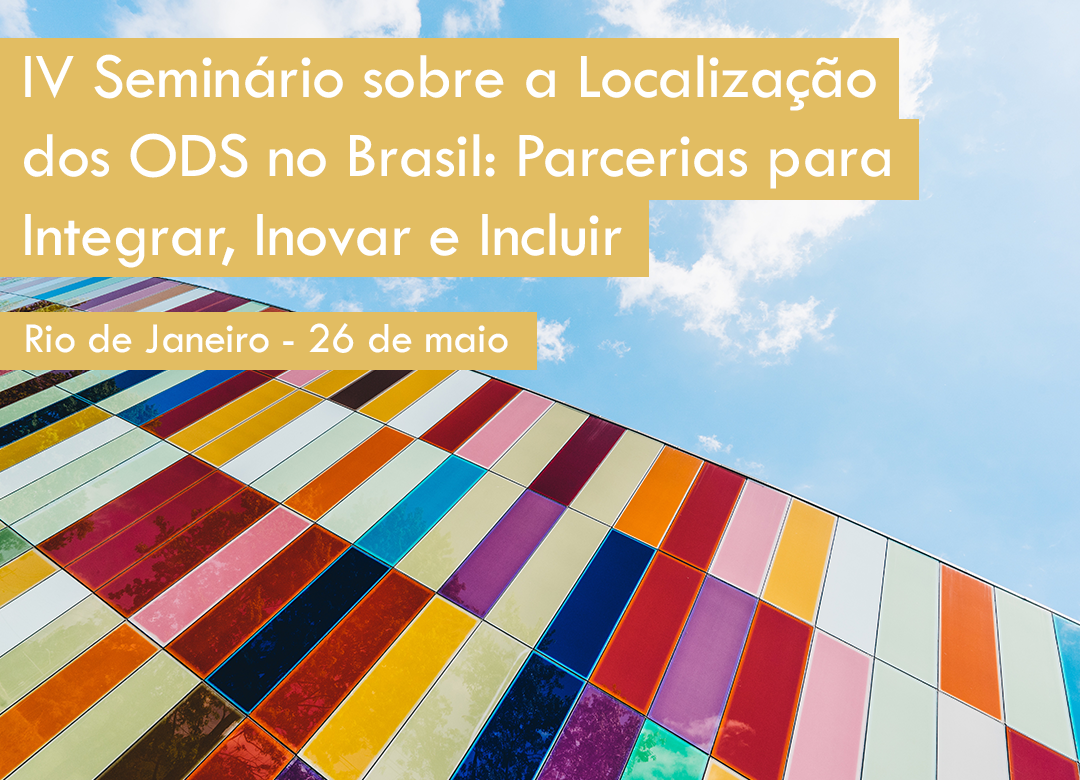 IV Seminário sobre a Localização
dos ODS no Brasil: Parcerias para
Integrar, Inovar e Incluir
Rio de Janeiro - 26 de maio